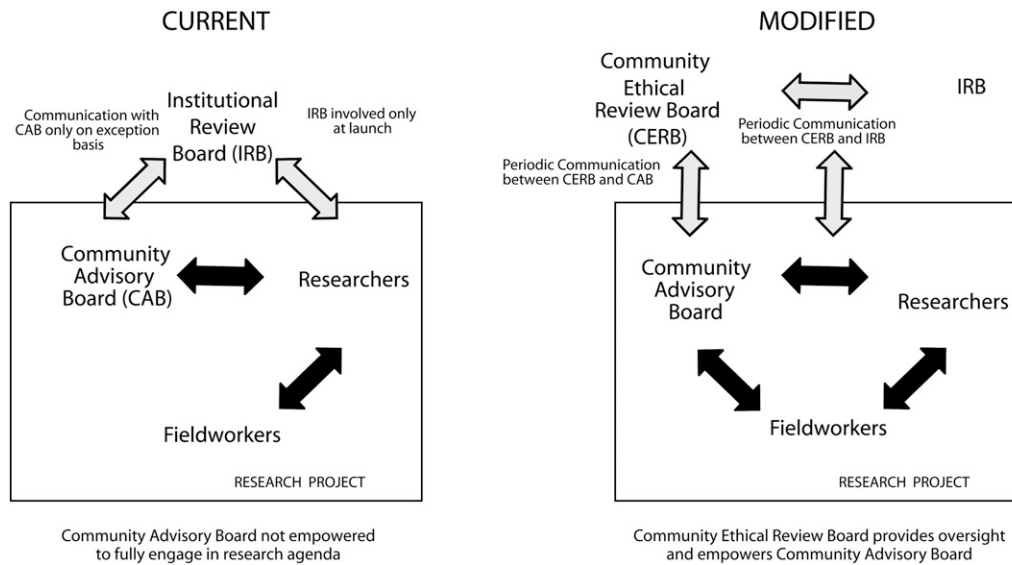 CURRENT
Institutional
Review
Board (IRB)
Communication with
CAB only on exception
basis
IRB involved only
at launch
Community
Advisory
Board (CAB)
Researchers
Fieldworkers
RESEARCH PROJECT
Community Advisory Board not empowered
to fully engage in research agenda
MODIFIED
Community
Ethical
Review Board
(CERB)
IRB
Periodic Communication
between CERB and IRB
Periodic Communication
between CERB and CAB
Community
Advisory
Board
Researchers
Fieldworkers
RESEARCH PROJECT
Community Ethical Review Board provides oversight
and empowers Community Advisory Board